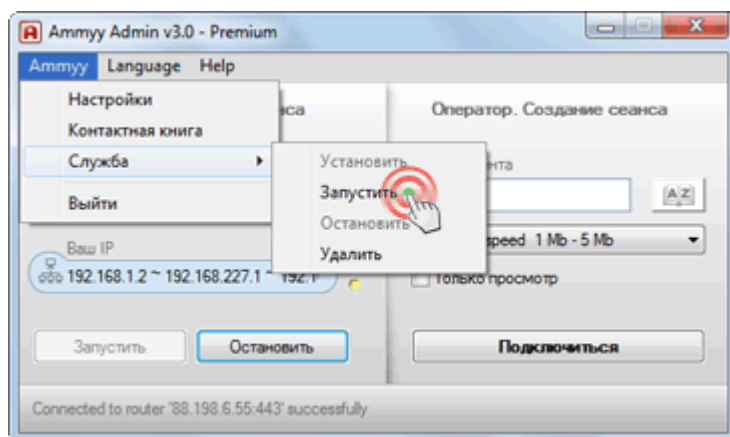 Ammyy Admin v3.0 - Premium
Ammyy Language Help
Настройки
Контактная книга
Служба
Выйти
Установить
Запустить
Остановить
Удалить
Оператор. Создание сеанса
Ваш IP
192.168.1.2 ~ 192.168.227.1 ~
speed 1 Mb - 5 Mb
Только просмотр
Запустить
Остановить
Подключиться
Connected to router '88.198.6.55:443' successfully